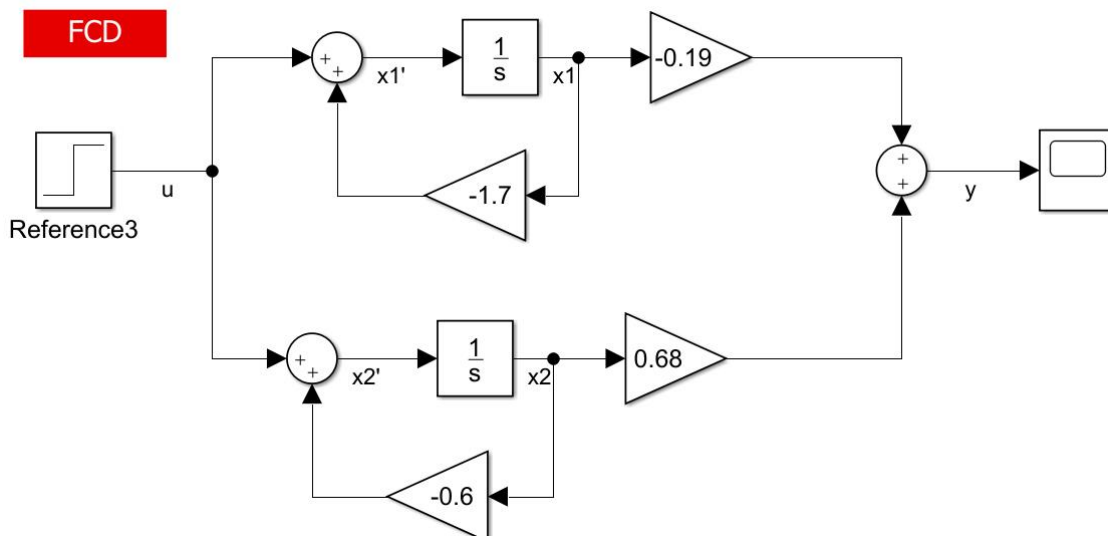 FCD
+
+
x1'
1
s
x1
-0.19
-1.7
u
Reference3
+
+
y
+
+
x2'
1
s
x2
0.68
-0.6